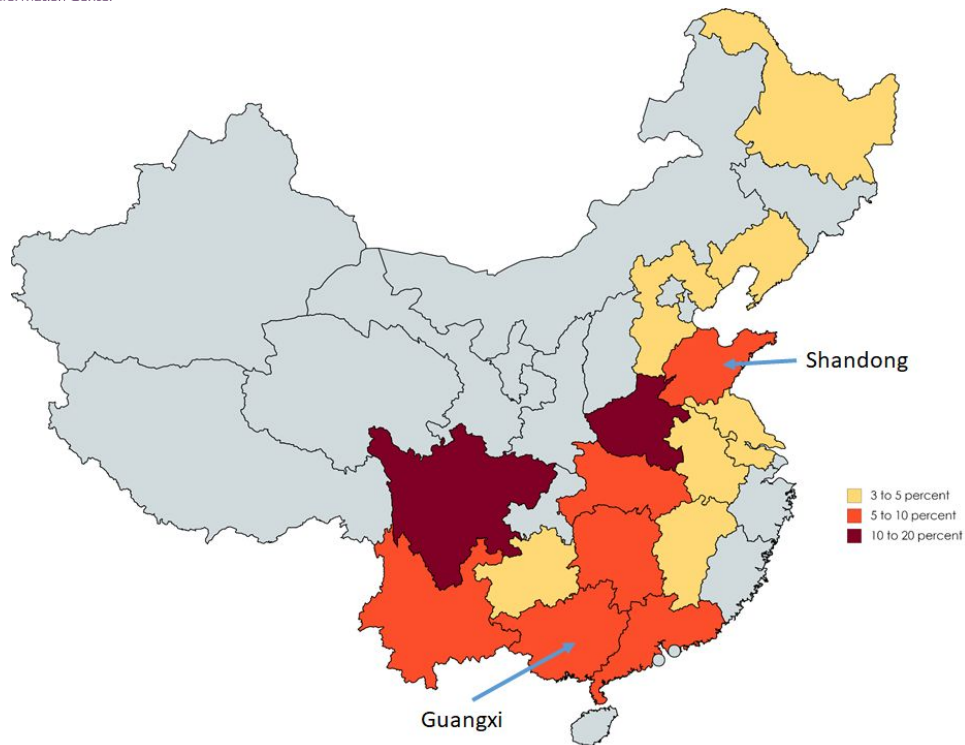 Shandong
3 to 5 percent
5 to 10 percent
10 to 20 percent
Guangxi